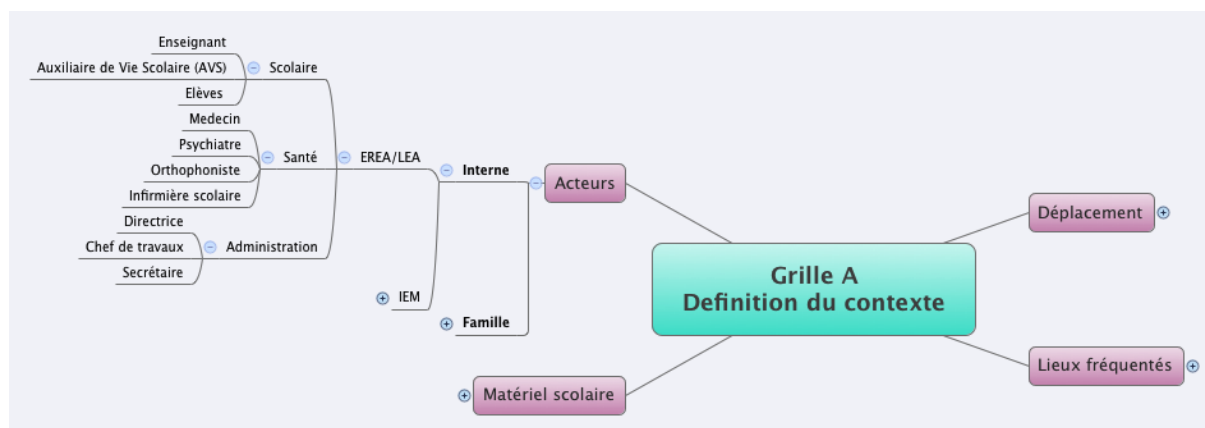 Enseignant
Auxiliaire de Vie Scolaire (AVS)
Scolaire
Elèves
Medecin
Psychiatre
Santé
EREA/LEA
Orthophoniste
Interne
Acteurs
Infirmière scolaire
Directrice
Déplacement
Chef de travaux
Administration
Secrétaire
Grille A
Definition du contexte
IEM
Famille
Lieux fréquentés
Matériel scolaire